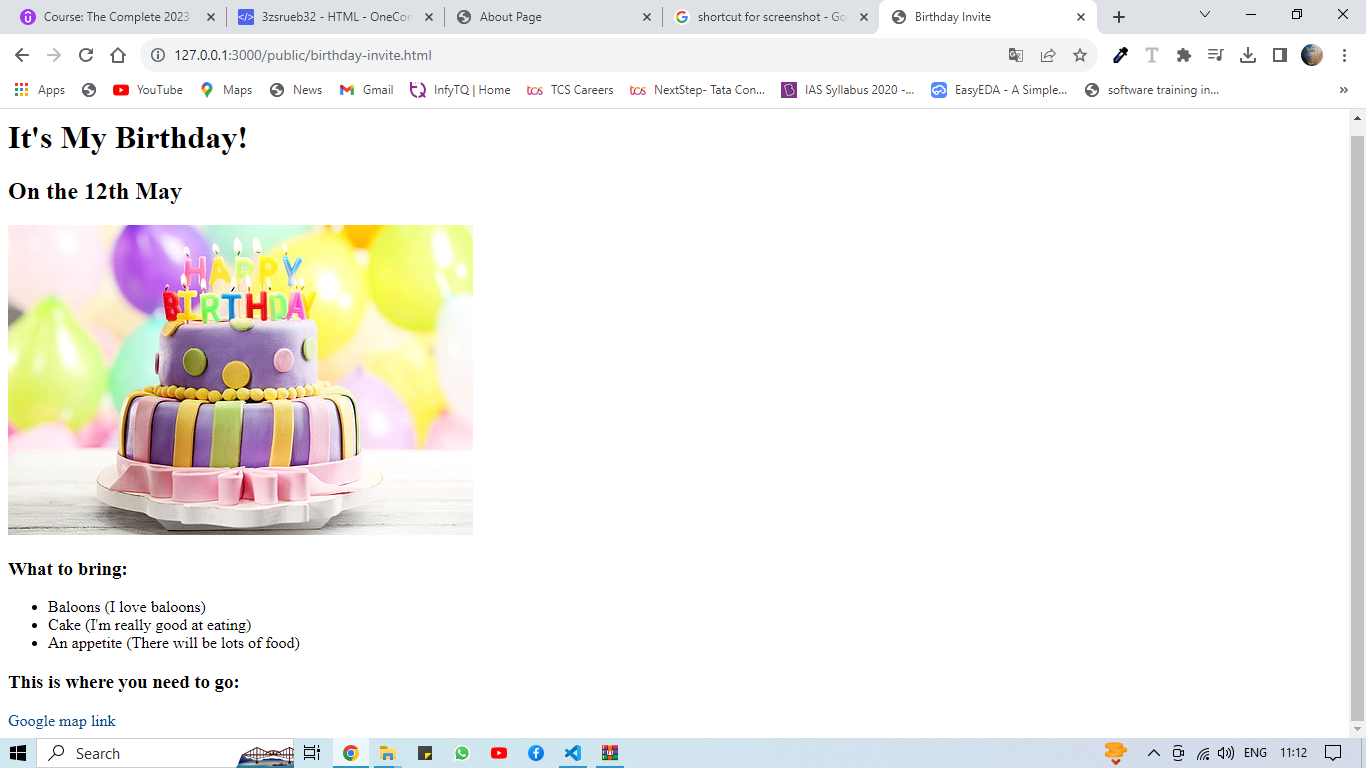 Course: The Complete 2023
3zsrueb32 - HTML - OneCom
About Page
shortcut for screenshot - Go
Birthday Invite
127.0.0.1:3000/public/birthday-invite.html
Apps
YouTube
Maps
News
Gmail
InfyTQ | Home
TCS Careers
NextStep- Tata Con...
IAS Syllabus 2020 -...
EasyEDA - A Simple...
software training in...
It's My Birthday!
On the 12th May
HAPPY
BIRTHDAY
What to bring:
Baloons (I love baloons)
Cake (I'm really good at eating)
An appetite (There will be lots of food)
This is where you need to go:
Google map link
Search
ENG
11:12